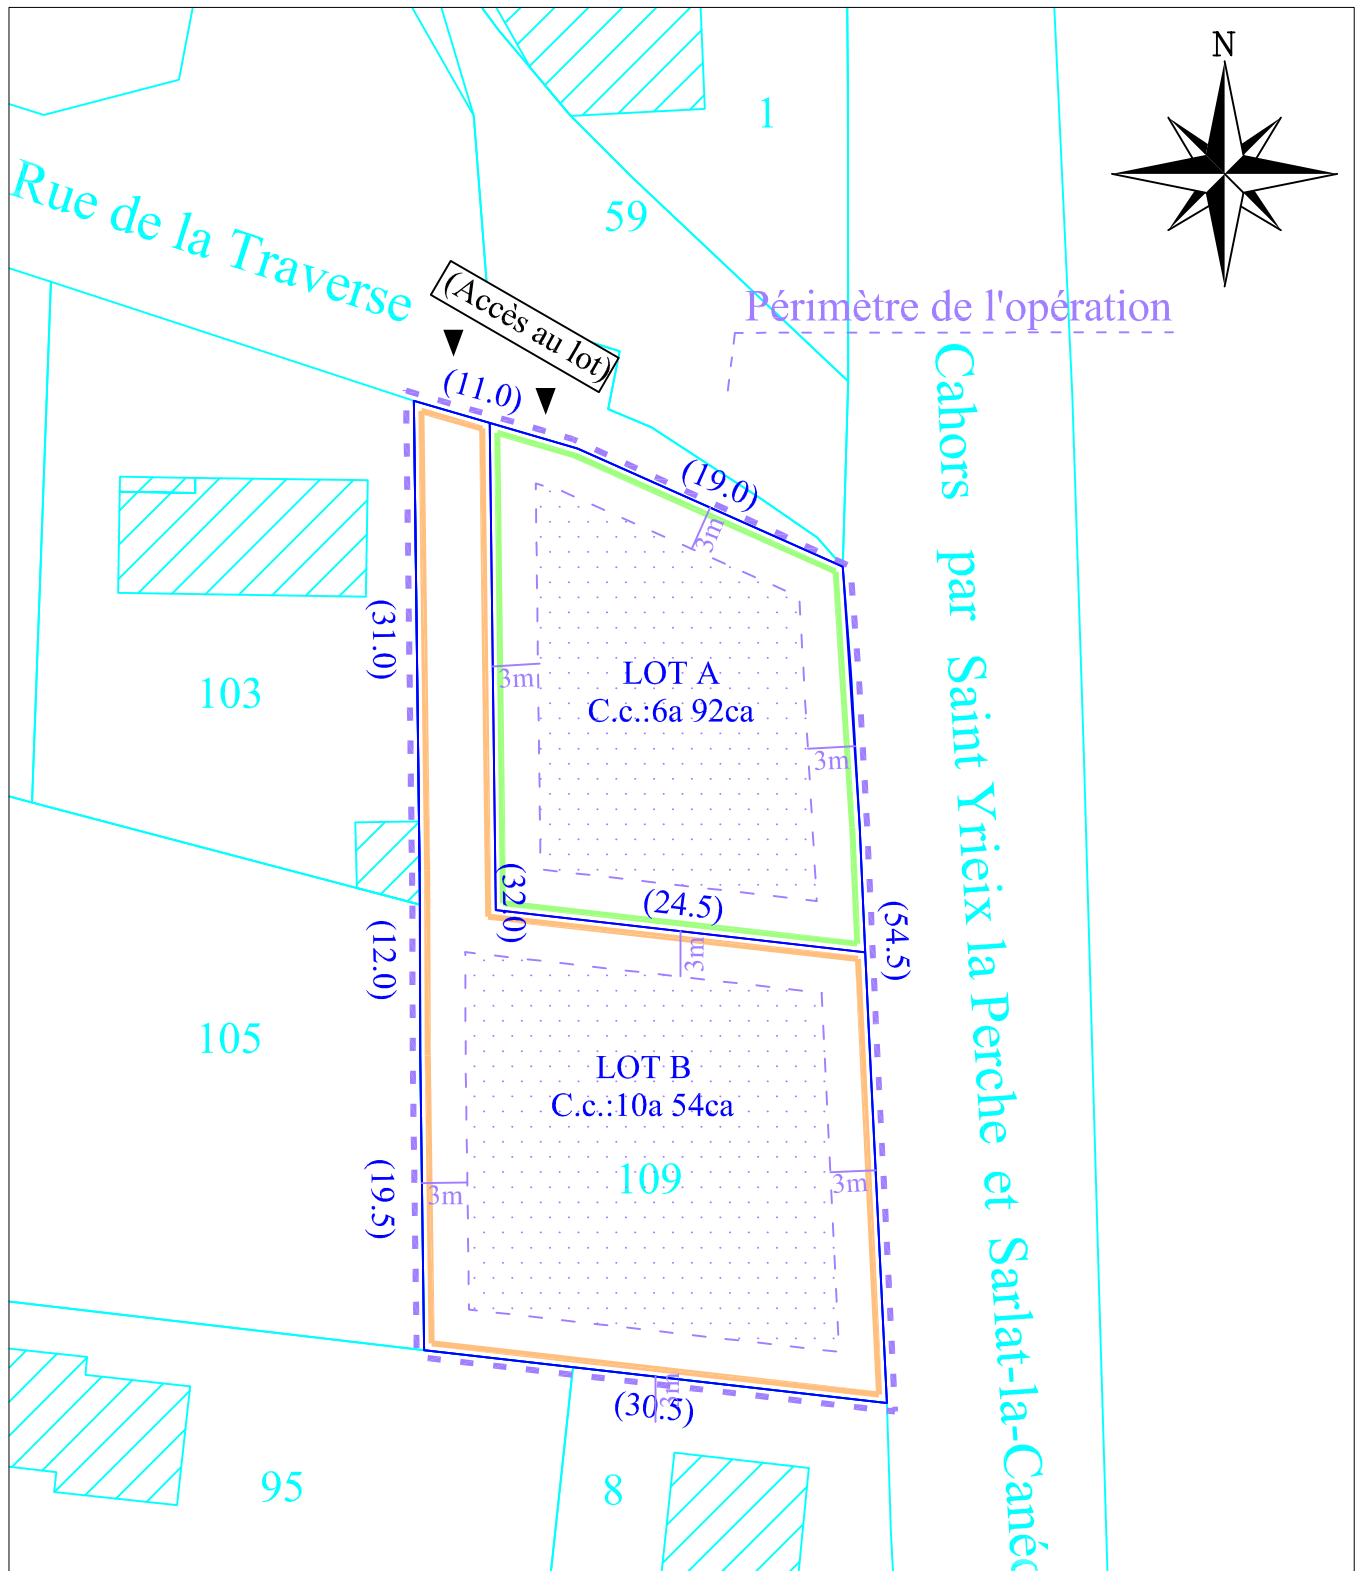 N
1
59
Rue de la Traverse
(Accès au lot)
Périmètre de l'opération
(11.0)
(19.0)
3m
Cahors par Saint Yrieix la Perche et Sarlat-la-Canéd
(31.0)
103
LOT A
C.c.:6a 92ca
3m
3m
(32.0)
(24.5)
(54.5)
3m
(12.0)
105
LOT B
C.c.:10a 54ca
109
3m
3m
(19.5)
3m
(30.5)
95
8